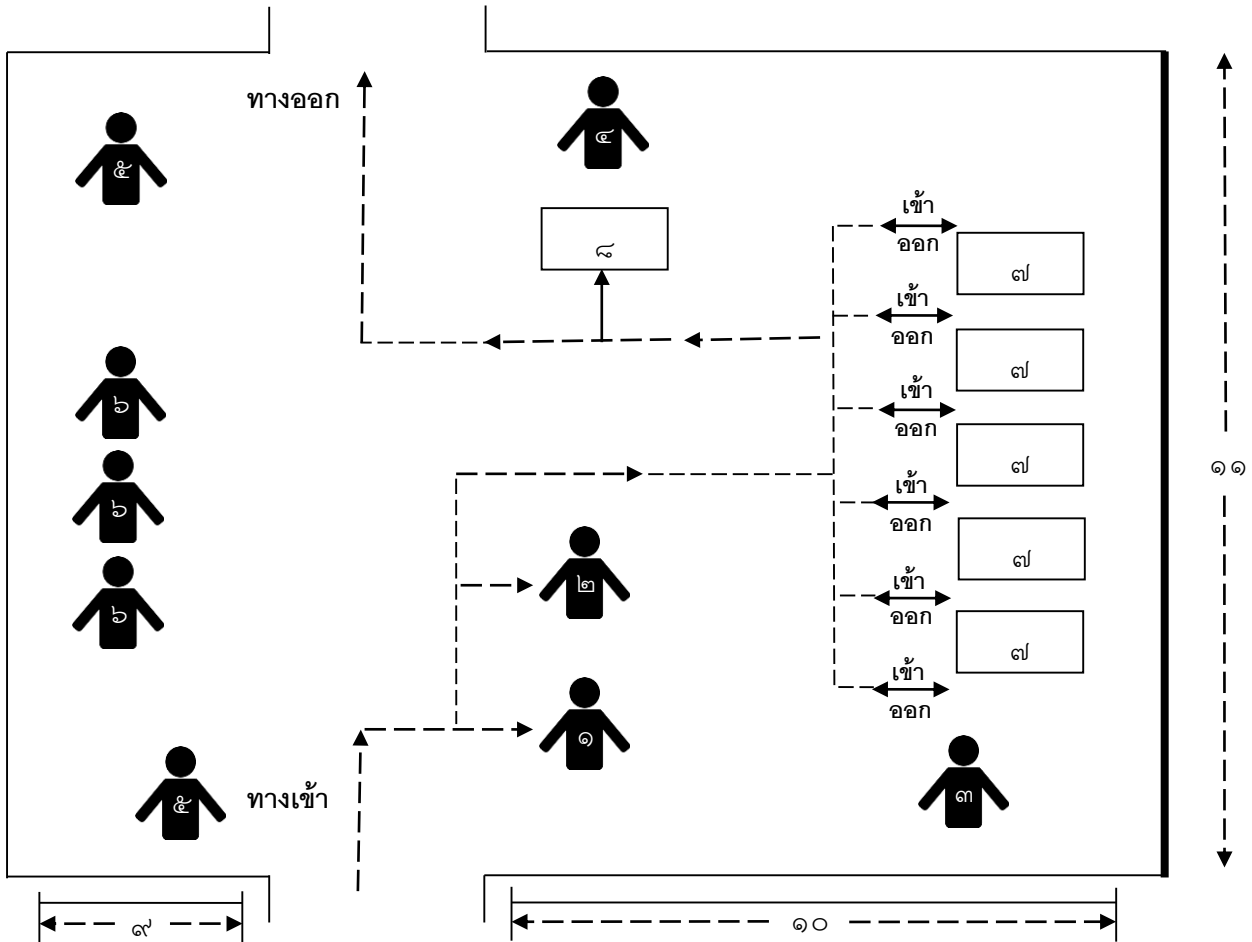 ทางออก
๔
๕
เข้า
ออก
๘
๗
เข้า
ออก
๗
๖
เข้า
ออก
๗
๑๑
๖
เข้า
ออก
๗
๒
๖
เข้า
ออก
๗
เข้า
ออก
๑
ทางเข้า
๕
๓
๙
๑๐